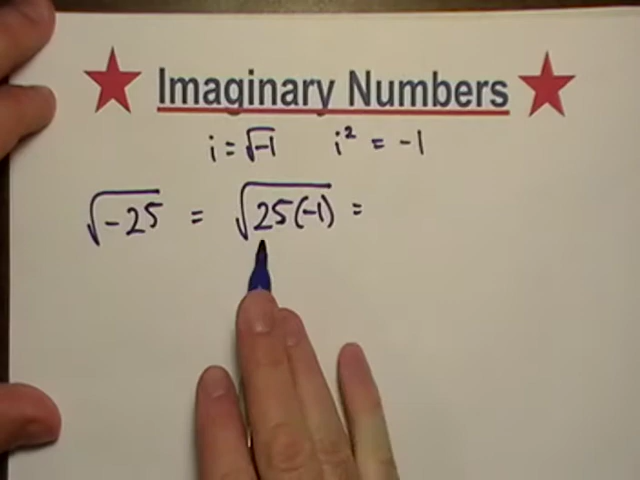 Imaginary Numbers
i = √-1 i² = -1
√-25 = √25(-1) =